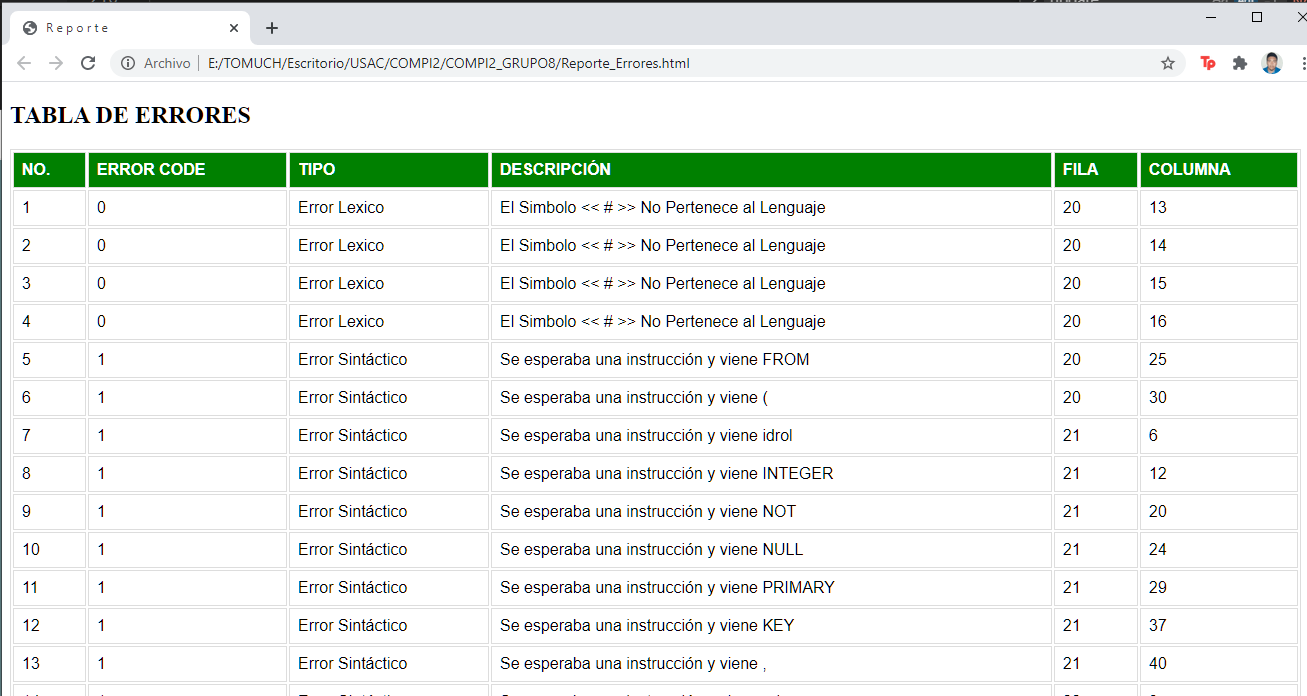 Reporte
Archivo | E:/TOMUCH/Escritorio/USAC/COMPI2/COMPI2_GRUPO8/Reporte_Errores.html
Tp
TABLA DE ERRORES
NO. ERROR CODE TIPO DESCRIPCIÓN FILA COLUMNA
1 0 Error Lexico El Simbolo << # >> No Pertenece al Lenguaje 20 13
2 0 Error Lexico El Simbolo << # >> No Pertenece al Lenguaje 20 14
3 0 Error Lexico El Simbolo << # >> No Pertenece al Lenguaje 20 15
4 0 Error Lexico El Simbolo << # >> No Pertenece al Lenguaje 20 16
5 1 Error Sintáctico Se esperaba una instrucción y viene FROM 20 25
6 1 Error Sintáctico Se esperaba una instrucción y viene ( 20 30
7 1 Error Sintáctico Se esperaba una instrucción y viene idrol 21 6
8 1 Error Sintáctico Se esperaba una instrucción y viene INTEGER 21 12
9 1 Error Sintáctico Se esperaba una instrucción y viene NOT 21 20
10 1 Error Sintáctico Se esperaba una instrucción y viene NULL 21 24
11 1 Error Sintáctico Se esperaba una instrucción y viene PRIMARY 21 29
12 1 Error Sintáctico Se esperaba una instrucción y viene KEY 21 37
13 1 Error Sintáctico Se esperaba una instrucción y viene , 21 40